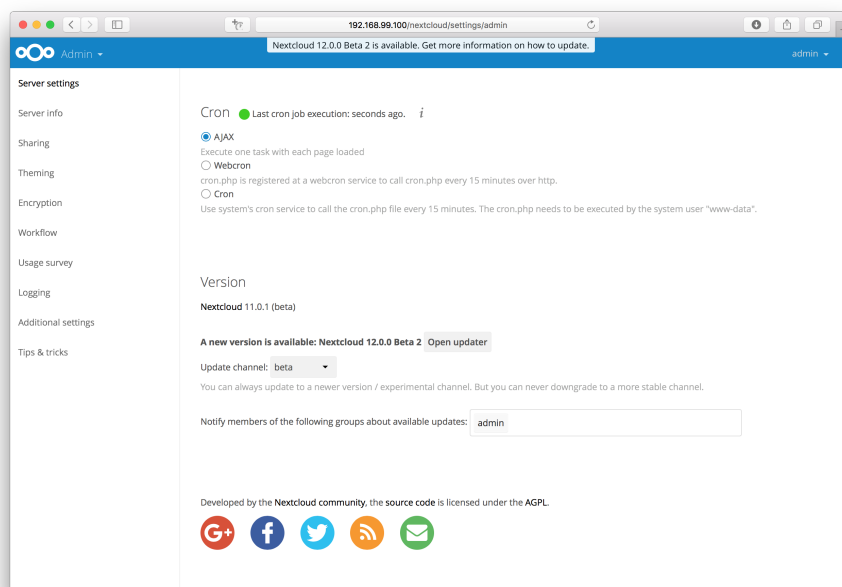 192.168.99.100/nextcloud/settings/admin
Nextcloud 12.0.0 Beta 2 is available. Get more information on how to update.
Admin
admin
Server settings
Server info
Sharing
Theming
Encryption
Workflow
Usage survey
Logging
Additional settings
Tips & tricks
Cron Last cron job execution: seconds ago. i
AJAX
Execute one task with each page loaded
Webcron
cron.php is registered at a webcron service to call cron.php every 15 minutes over http.
Cron
Use system's cron service to call the cron.php file every 15 minutes. The cron.php needs to be executed by the system user "www-data".
Version
Nextcloud 11.0.1 (beta)
A new version is available: Nextcloud 12.0.0 Beta 2 Open updater
Update channel: beta
You can always update to a newer version / experimental channel. But you can never downgrade to a more stable channel.
Notify members of the following groups about available updates: admin
Developed by the Nextcloud community, the source code is licensed under the AGPL.
G+ f